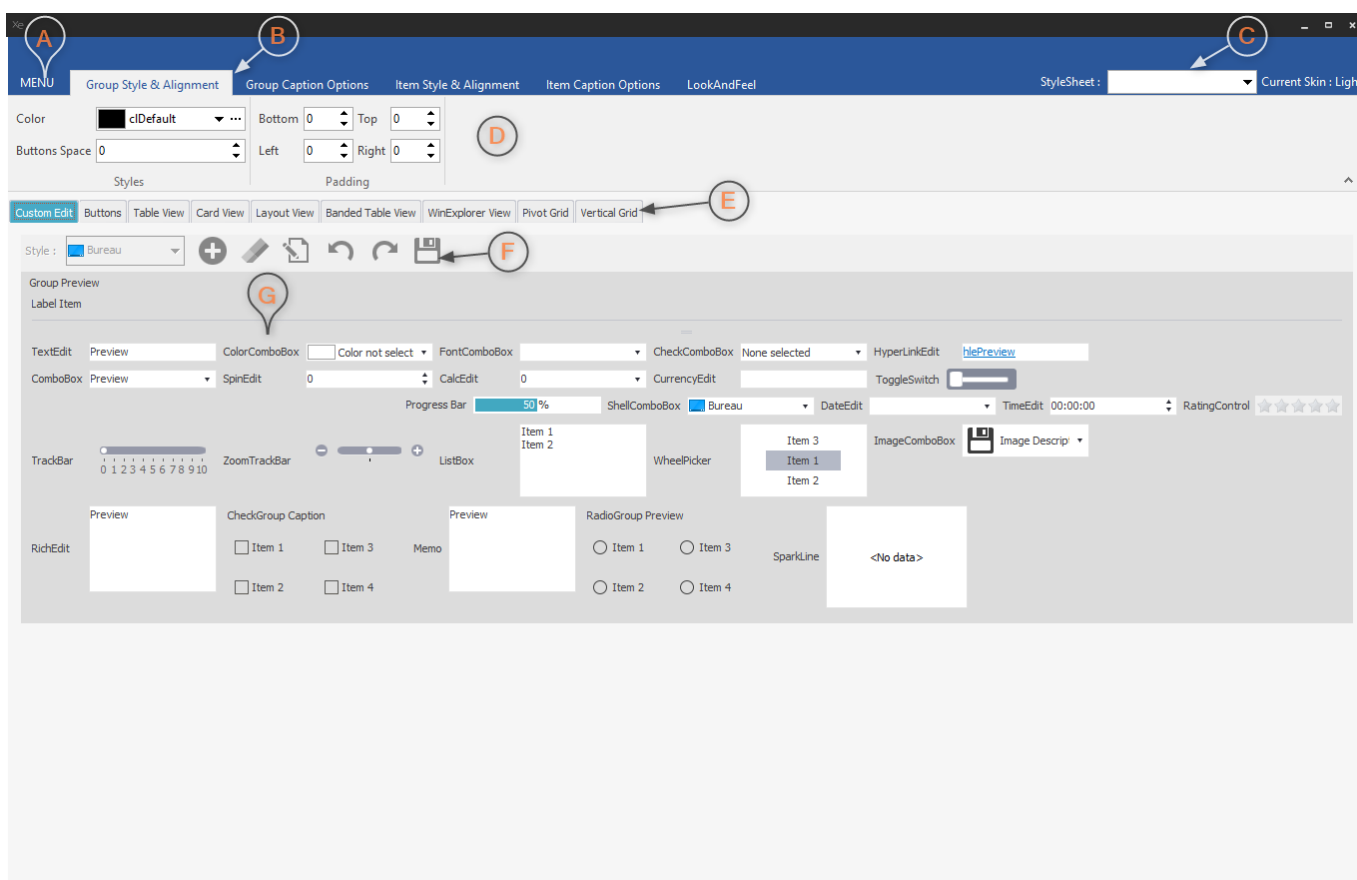 Xe
A B C
MENU Group Style & Alignment Group Caption Options Item Style & Alignment Item Caption Options LookAndFeel StyleSheet : Current Skin : Ligh
Color clDefault ... Bottom 0 Top 0
D
Buttons Space 0 Left 0 Right 0
Styles Padding
E
Custom Edit Buttons Table View Card View Layout View Banded Table View WinExplorer View Pivot Grid Vertical Grid
Style : Bureau F
Group Preview
G
Label Item
TextEdit Preview ColorComboBox Color not select FontComboBox CheckComboBox None selected HyperLinkEdit hlePreview
ComboBox Preview SpinEdit 0 CalcEdit 0 CurrencyEdit ToggleSwitch
Progress Bar 50 % ShellComboBox Bureau DateEdit TimeEdit 00:00:00 RatingControl
Item 1
Item 2
Item 3
ImageComboBox Image Descrip
TrackBar 0 1 2 3 4 5 6 7 8 9 10 ZoomTrackBar ListBox WheelPicker Item 1
Item 2
Preview CheckGroup Caption Preview RadioGroup Preview
RichEdit Item 1 Item 3 Memo Item 1 Item 3 SparkLine <No data>
Item 2 Item 4 Item 2 Item 4